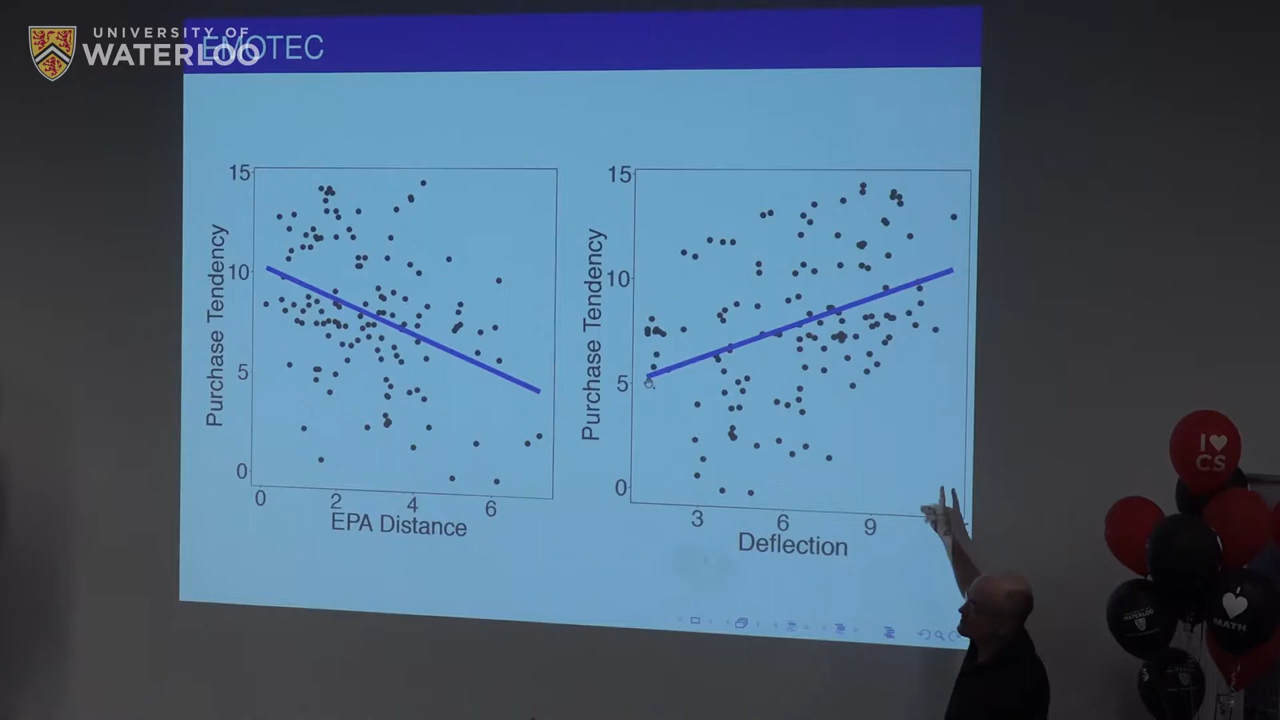 UNIVERSITY OF
WATERLOO
EMOTEC
15
10
5
0
Purchase Tendency
0 2 4 6
EPA Distance
15
10
5
0
Purchase Tendency
3 6 9
Deflection
I ♥
CS
MATH